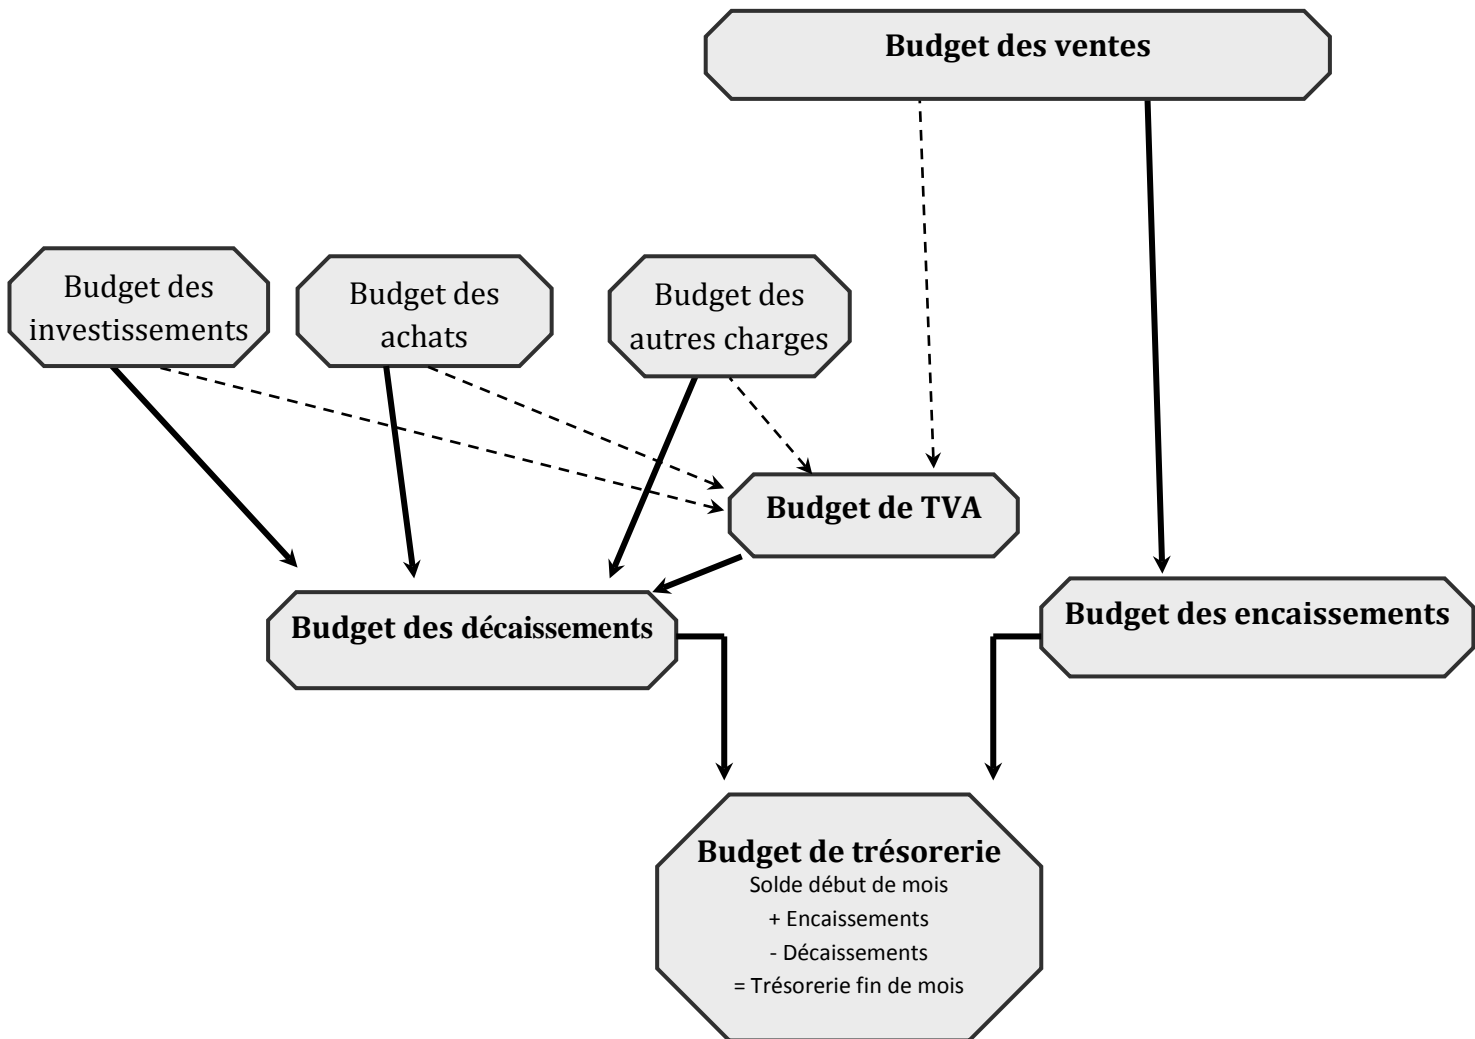 Budget des ventes
Budget des
investissements
Budget des
achats
Budget des
autres charges
Budget de TVA
Budget des décaissements
Budget des encaissements
Budget de trésorerie
Solde début de mois
+ Encaissements
- Décaissements
= Trésorerie fin de mois